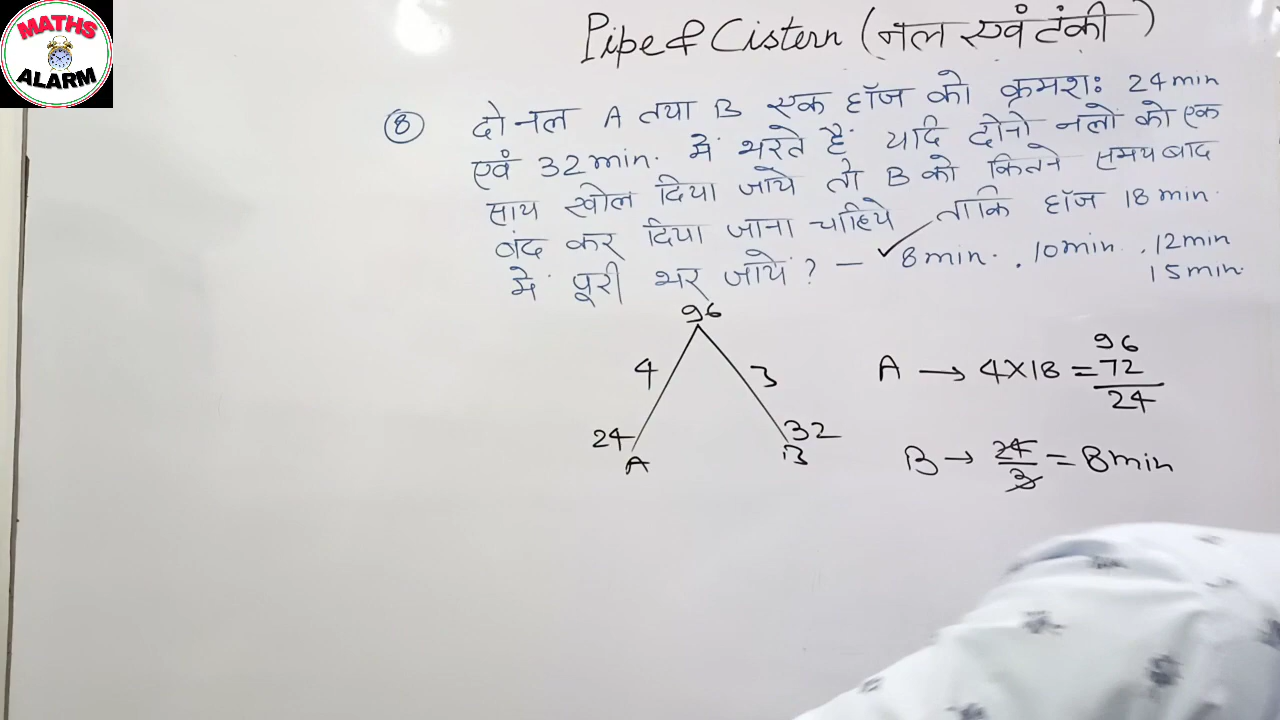 MATHS
ALARM
Pipe & Cistern (नल एवं टंकी)
⑧ दो नल A तथा B एक हॉज को क्रमशः 24 min
एवं 32 min. में भरते हैं यदि दोनो नलों को एक
साथ खोल दिया जाये तो B को कितने समय बाद
बंद कर दिया जाना चाहिये ताकि हॉज 18 min.
में पूरी भर जाये ? — ✓ 8 min. , 10 min. , 12 min
15 min.
96
4 3
24 32
A B
96
A → 4×18 = 72
24
B → 24/3 = 8 min